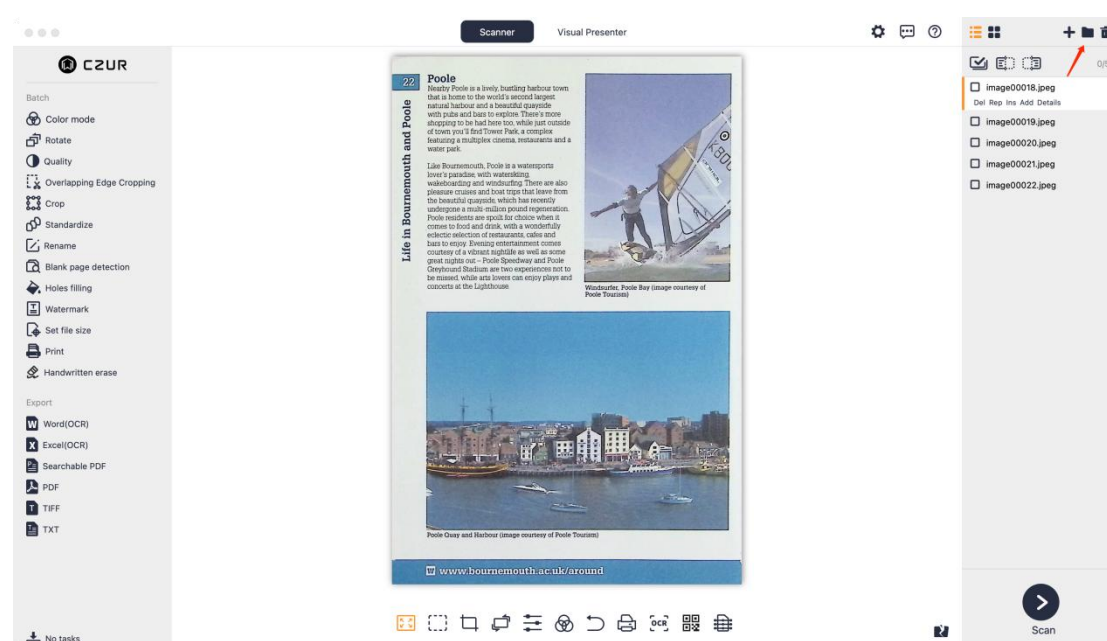 Scanner
Visual Presenter
CZUR
Batch
Color mode
Rotate
Quality
Overlapping Edge Cropping
Crop
Standardize
Rename
Blank page detection
Holes filling
Watermark
Set file size
Print
Handwritten erase
Export
Word(OCR)
Excel(OCR)
Searchable PDF
PDF
TIFF
TXT
No tasks
22
Life in Bournemouth and Poole
Poole
Nearby Poole is a lively, bustling harbour town
that is home to the world's second largest
natural harbour and a beautiful quayside
with pubs and bars to explore. There's more
shopping to be had here too, while just outside
of town you'll find Tower Park, a complex
featuring a multiplex cinema, restaurants and a
water park.
Like Bournemouth, Poole is a watersports
lover's paradise, with waterskiing,
wakeboarding and windsurfing. There are also
pleasure cruises and boat trips that leave from
the beautiful quayside, which has recently
undergone a multi-million pound regeneration.
Poole residents are spoilt for choice when it
comes to food and drink, with a wonderfully
eclectic selection of restaurants, cafes and
bars to enjoy. Evening entertainment comes
courtesy of a vibrant nightlife as well as some
great nights out – Poole Speedway and Poole
Greyhound Stadium are two experiences not to
be missed, while arts lovers can enjoy plays and
concerts at the Lighthouse.
K800
Windsurfer, Poole Bay (image courtesy of
Poole Tourism)
Poole Quay and Harbour (image courtesy of Poole Tourism)
W www.bournemouth.ac.uk/around
OCR
image00018.jpeg
Del Rep Ins Add Details
image00019.jpeg
image00020.jpeg
image00021.jpeg
image00022.jpeg
Scan